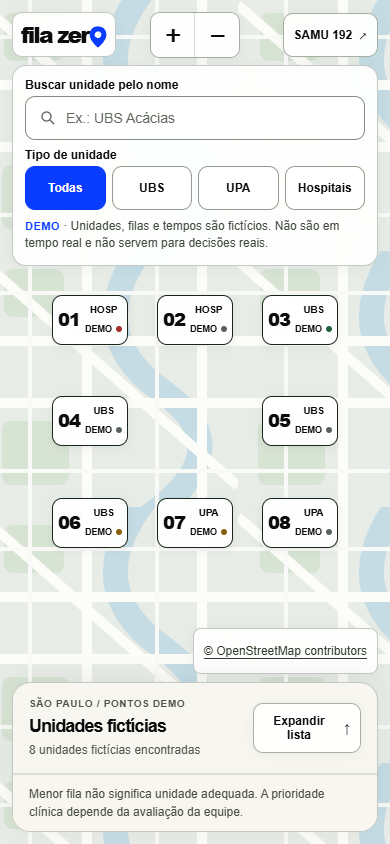 fila zero
+
−
SAMU 192 ↗
Buscar unidade pelo nome
Ex.: UBS Acácias
Tipo de unidade
Todas
UBS
UPA
Hospitais
DEMO · Unidades, filas e tempos são fictícios. Não são em
tempo real e não servem para decisões reais.
01 HOSP
DEMO
02 HOSP
DEMO
03 UBS
DEMO
04 UBS
DEMO
05 UBS
DEMO
06 UBS
DEMO
07 UPA
DEMO
08 UPA
DEMO
© OpenStreetMap contributors
SÃO PAULO / PONTOS DEMO
Unidades fictícias
8 unidades fictícias encontradas
Expandir
lista ↑
Menor fila não significa unidade adequada. A prioridade
clínica depende da avaliação da equipe.